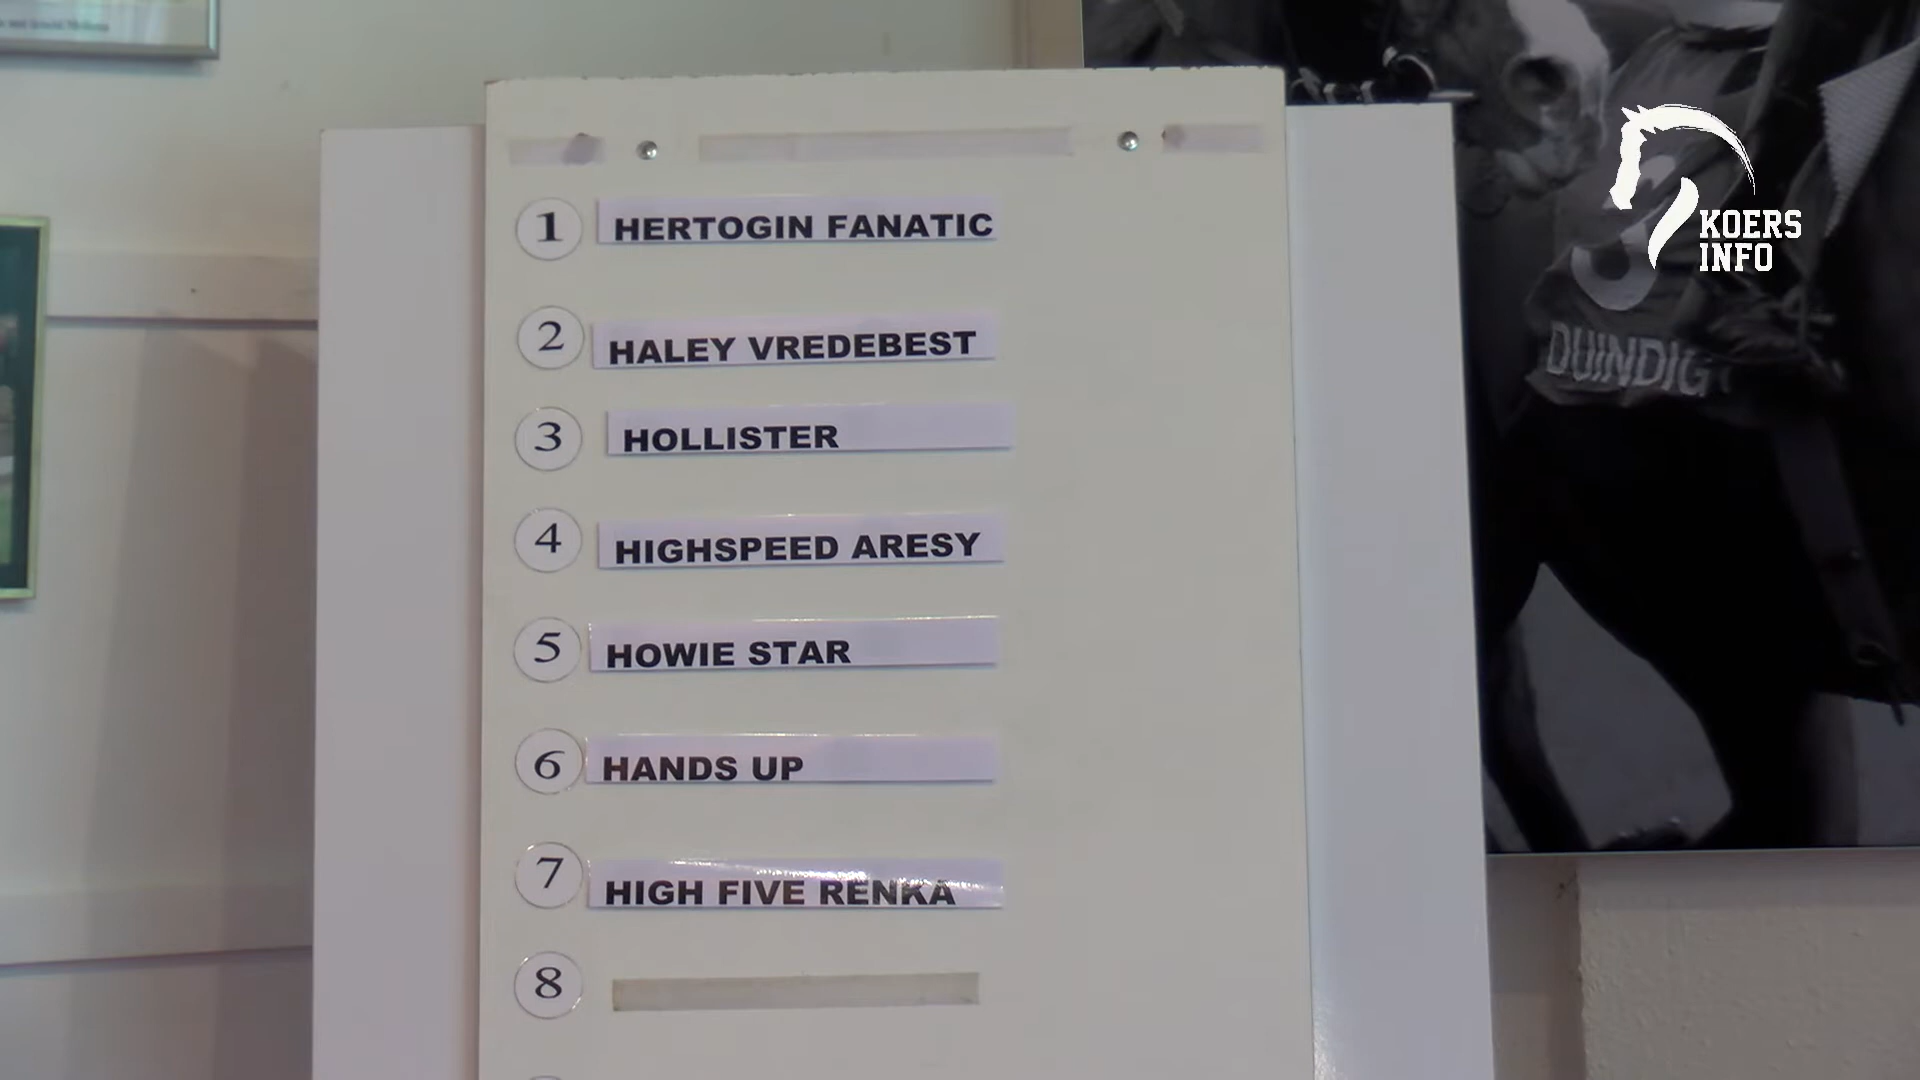 1 HERTOGIN FANATIC
2 HALEY VREDEBEST
3 HOLLISTER
4 HIGHSPEED ARESY
5 HOWIE STAR
6 HANDS UP
7 HIGH FIVE RENKA
8
KOERS
INFO
DUINDIG